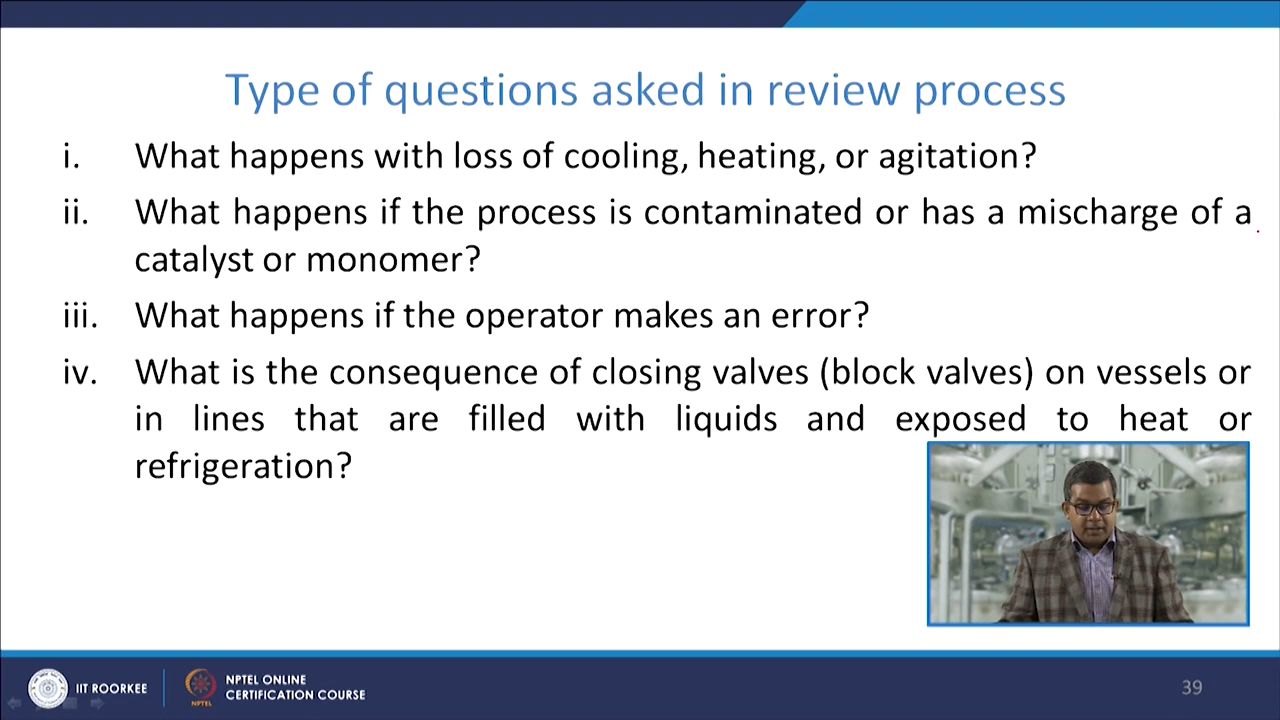 Type of questions asked in review process
i. What happens with loss of cooling, heating, or agitation?
ii. What happens if the process is contaminated or has a mischarge of a
catalyst or monomer?
iii. What happens if the operator makes an error?
iv. What is the consequence of closing valves (block valves) on vessels or
in lines that are filled with liquids and exposed to heat or
refrigeration?
IIT ROORKEE
NPTEL
NPTEL ONLINE
CERTIFICATION COURSE
39